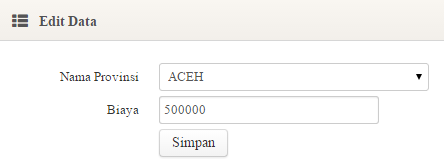 Edit Data
Nama Provinsi ACEH
Biaya 500000
Simpan